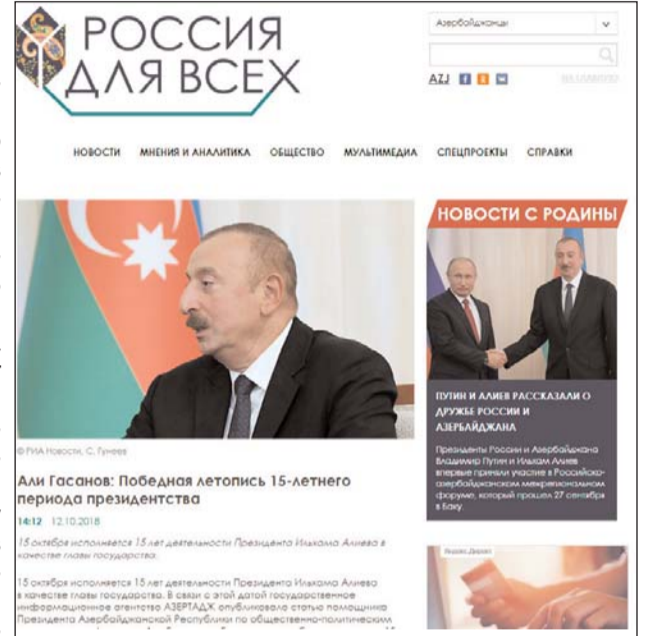 РОССИЯ
ДЛЯ ВСЕХ
Азербайджанцы
AZJ
НА ГЛАВНУЮ
НОВОСТИ МНЕНИЯ И АНАЛИТИКА ОБЩЕСТВО МУЛЬТИМЕДИА СПЕЦПРОЕКТЫ СПРАВКИ
© РИА Новости, С. Гунеев
Али Гасанов: Победная летопись 15-летнего
периода президентства
14:12 12.10.2018
15 октября исполняется 15 лет деятельности Президента Ильхама Алиева в
качестве главы государства.
15 октября исполняется 15 лет деятельности Президента Ильхама Алиева
в качестве главы государства. В связи с этой датой государственное
информационное агентство АЗЕРТАДЖ опубликовало статью помощника
Президента Азербайджанской Республики по общественно-политическим
НОВОСТИ С РОДИНЫ
ПУТИН И АЛИЕВ РАССКАЗАЛИ О
ДРУЖБЕ РОССИИ И
АЗЕРБАЙДЖАНА
Президенты России и Азербайджана
Владимир Путин и Ильхам Алиев
впервые приняли участие в Российско-
азербайджанском межрегиональном
форуме, который прошел 27 сентября
в Баку.
Яндекс.Директ